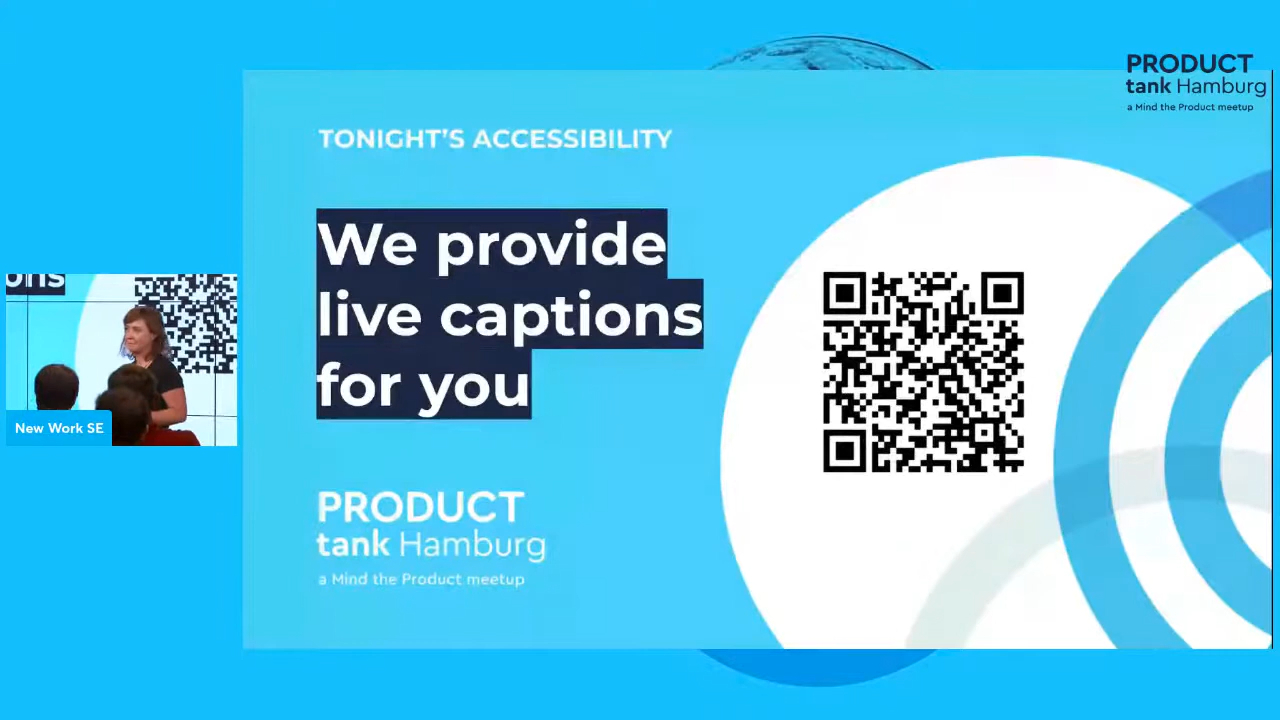 PRODUCT
tank Hamburg
a Mind the Product meetup
TONIGHT'S ACCESSIBILITY
We provide
live captions
for you
PRODUCT
tank Hamburg
a Mind the Product meetup
ons
New Work SE